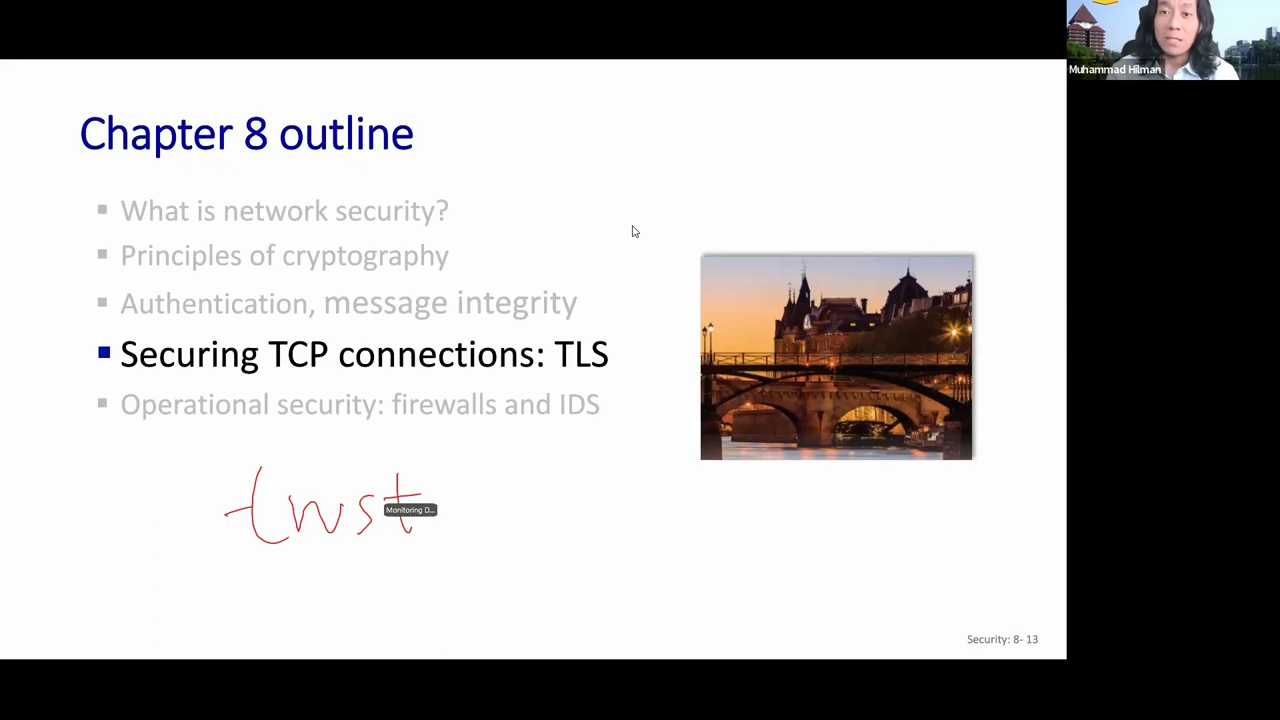 Muhammad Hilman
Chapter 8 outline
What is network security?
Principles of cryptography
Authentication, message integrity
Securing TCP connections: TLS
Operational security: firewalls and IDS
trust
Monitoring D...
Security: 8- 13